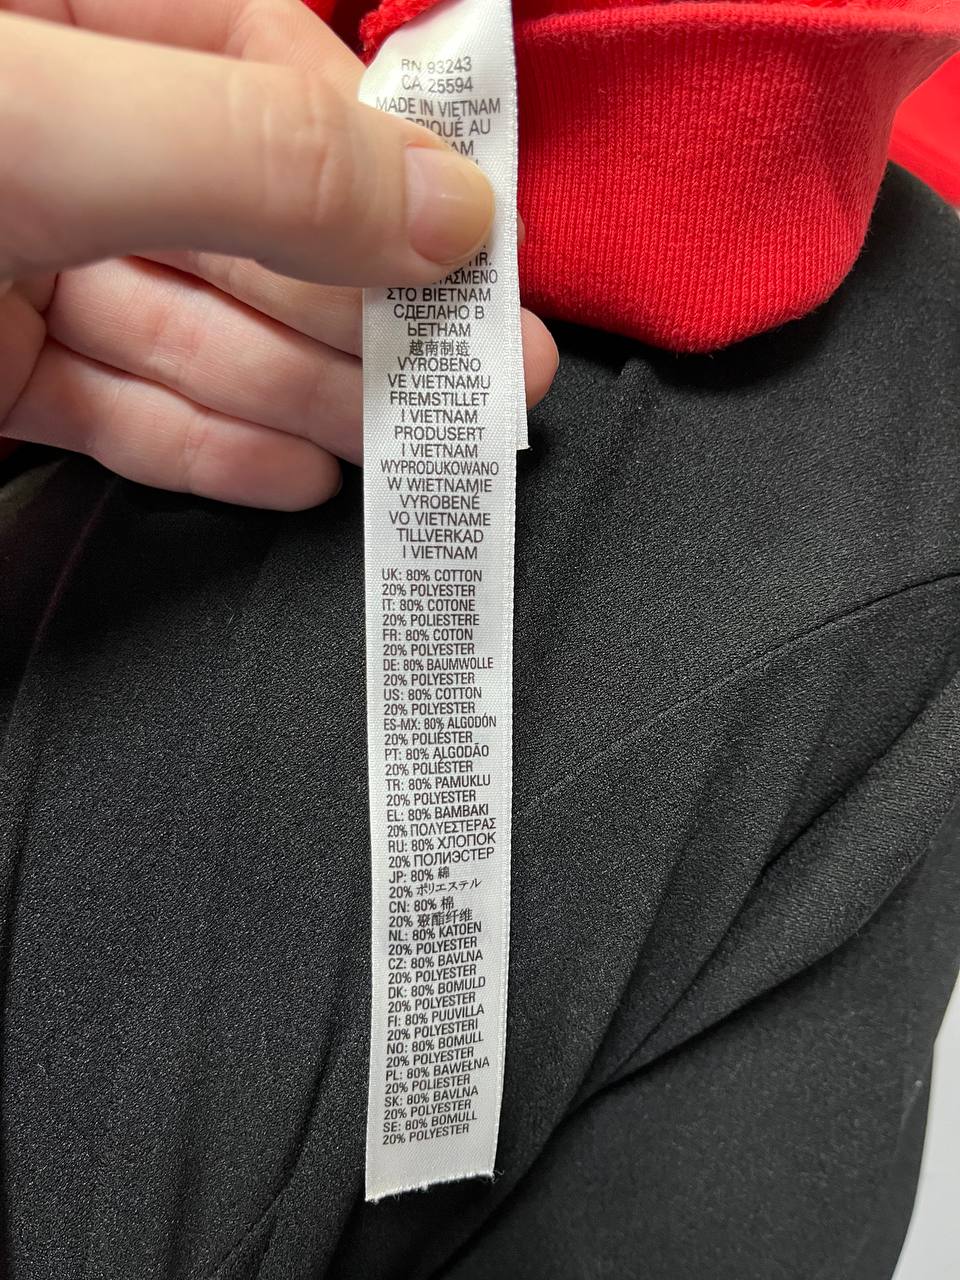 RN 93243
CA 25594
MADE IN VIETNAM
AU
ΣΤΟ ΒΙΕΤΝΑΜ
СДЕЛАНО В
ЬЕТНАМ
越南制造
VYROBENO
VE VIETNAMU
FREMSTILLET
I VIETNAM
PRODUSERT
I VIETNAM
WYPRODUKOWANO
W WIETNAMIE
VYROBENÉ
VO VIETNAME
TILLVERKAD
I VIETNAM
UK: 80% COTTON
20% POLYESTER
IT: 80% COTONE
20% POLIESTERE
FR: 80% COTON
20% POLYESTER
DE: 80% BAUMWOLLE
20% POLYESTER
US: 80% COTTON
20% POLYESTER
ES-MX: 80% ALGODÓN
20% POLIÉSTER
PT: 80% ALGODÃO
20% POLIÉSTER
TR: 80% PAMUKLU
20% POLYESTER
EL: 80% ΒΑΜΒΑΚΙ
20% ΠΟΛΥΕΣΤΕΡΑΣ
RU: 80% ХЛОПОК
20% ПОЛИЭСТЕР
JP: 80% 綿
20% ポリエステル
CN: 80% 棉
20% 聚酯纤维
NL: 80% KATOEN
20% POLYESTER
CZ: 80% BAVLNA
20% POLYESTER
DK: 80% BOMULD
20% POLYESTER
FI: 80% PUUVILLA
20% POLYESTERI
NO: 80% BOMULL
20% POLYESTER
PL: 80% BAWEŁNA
20% POLIESTER
SK: 80% BAVLNA
20% POLYESTER
SE: 80% BOMULL
20% POLYESTER